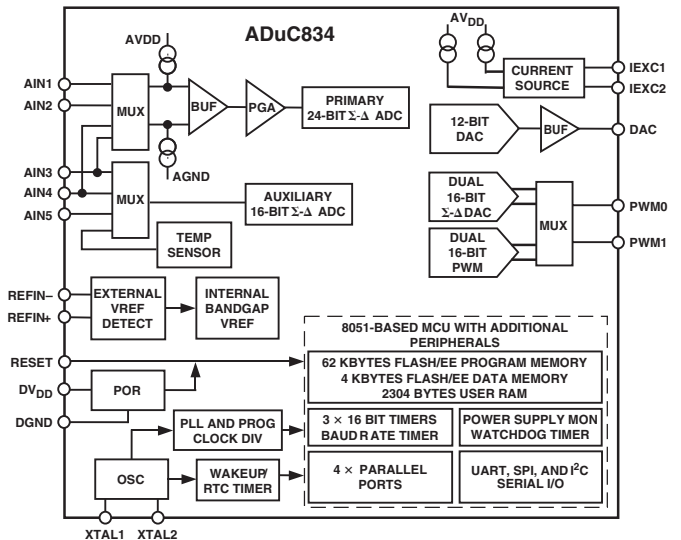 ADuC834
AVDD
AVDD
AIN1
AIN2
AIN3
AIN4
AIN5
MUX
BUF
PGA
PRIMARY
24-BIT Σ-Δ ADC
AGND
MUX
AUXILIARY
16-BIT Σ-Δ ADC
TEMP
SENSOR
CURRENT
SOURCE
IEXC1
IEXC2
12-BIT
DAC
BUF
DAC
DUAL
16-BIT
Σ-Δ DAC
DUAL
16-BIT
PWM
MUX
PWM0
PWM1
REFIN–
REFIN+
EXTERNAL
VREF
DETECT
INTERNAL
BANDGAP
VREF
RESET
DVDD
DGND
POR
PLL AND PROG
CLOCK DIV
OSC
WAKEUP/
RTC TIMER
XTAL1
XTAL2
8051-BASED MCU WITH ADDITIONAL
PERIPHERALS
62 KBYTES FLASH/EE PROGRAM MEMORY
4 KBYTES FLASH/EE DATA MEMORY
2304 BYTES USER RAM
3 × 16 BIT TIMERS
BAUD RATE TIMER
POWER SUPPLY MON
WATCHDOG TIMER
4 × PARALLEL
PORTS
UART, SPI, AND I²C
SERIAL I/O